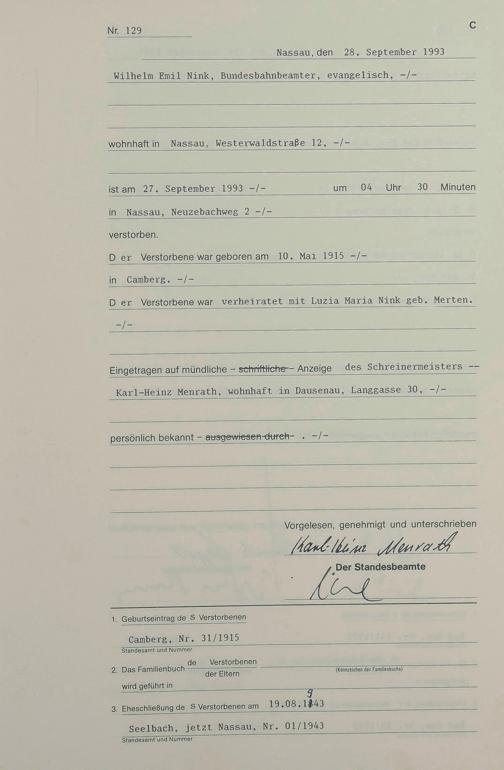 Nr. 129
C
Nassau, den 28. September 1993
Wilhelm Emil Nink, Bundesbahnbeamter, evangelisch, -/-
wohnhaft in Nassau, Westerwaldstraße 12, -/-
ist am 27. September 1993 -/- um 04 Uhr 30 Minuten
in Nassau, Neuzebachweg 2 -/-
verstorben.
D er Verstorbene war geboren am 10. Mai 1915 -/-
in Camberg. -/-
D er Verstorbene war verheiratet mit Luzia Maria Nink geb. Merten.
-/-
Eingetragen auf mündliche – schriftliche – Anzeige des Schreinermeisters --
Karl-Heinz Menrath, wohnhaft in Dausenau, Langgasse 30, -/-
persönlich bekannt – ausgewiesen durch – . -/-
Vorgelesen, genehmigt und unterschrieben
Karl-Heinz Menrath
Der Standesbeamte
1. Geburtseintrag de s Verstorbenen
Camberg, Nr. 31/1915
Standesamt und Nummer
2. Das Familienbuch de Verstorbenen
der Eltern
(Kennzeichen des Familienbuchs)
wird geführt in
3. Eheschließung de s Verstorbenen am 19.08.1943
Seelbach, jetzt Nassau, Nr. 01/1943
Standesamt und Nummer